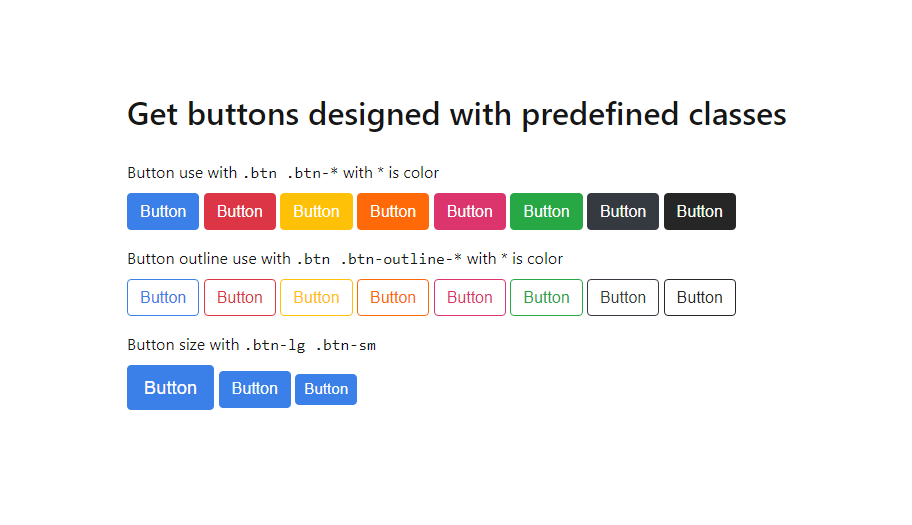 Get buttons designed with predefined classes
Button use with .btn .btn-* with * is color
Button Button Button Button Button Button Button Button
Button outline use with .btn .btn-outline-* with * is color
Button Button Button Button Button Button Button Button
Button size with .btn-lg .btn-sm
Button Button Button